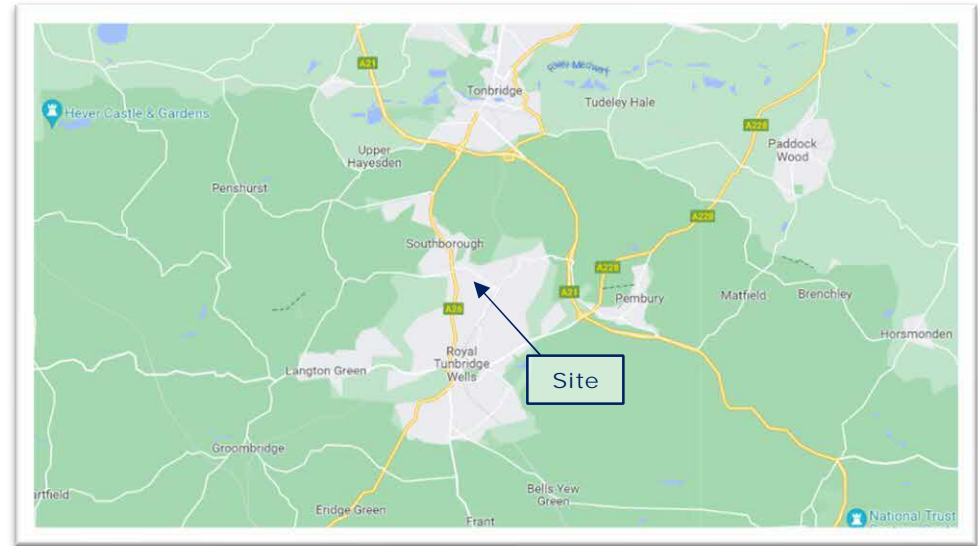 A21
River Medway
Tonbridge
Tudeley Hale
Hever Castle & Gardens
A228
Paddock
Wood
Upper
Hayesden
Penshurst
A228
Southborough
A228
A21
Pembury
Matfield
Brenchley
A26
Horsmonden
Royal
Tunbridge
Wells
Langton Green
Site
Groombridge
Bells Yew
Green
artfield
Eridge Green
Frant
National Trust